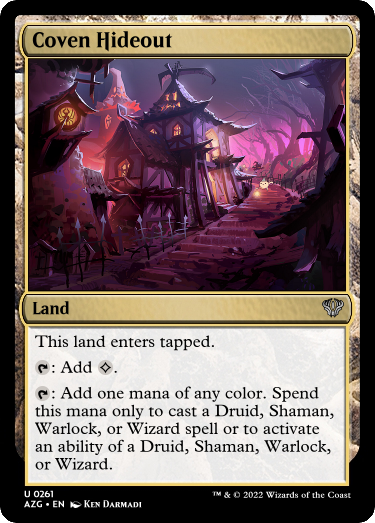 Coven Hideout
Land
This land enters tapped.
: Add .
: Add one mana of any color. Spend
this mana only to cast a Druid, Shaman,
Warlock, or Wizard spell or to activate
an ability of a Druid, Shaman, Warlock,
or Wizard.
U 0261
AZG • EN Ken Darmadi
™ & © 2022 Wizards of the Coast